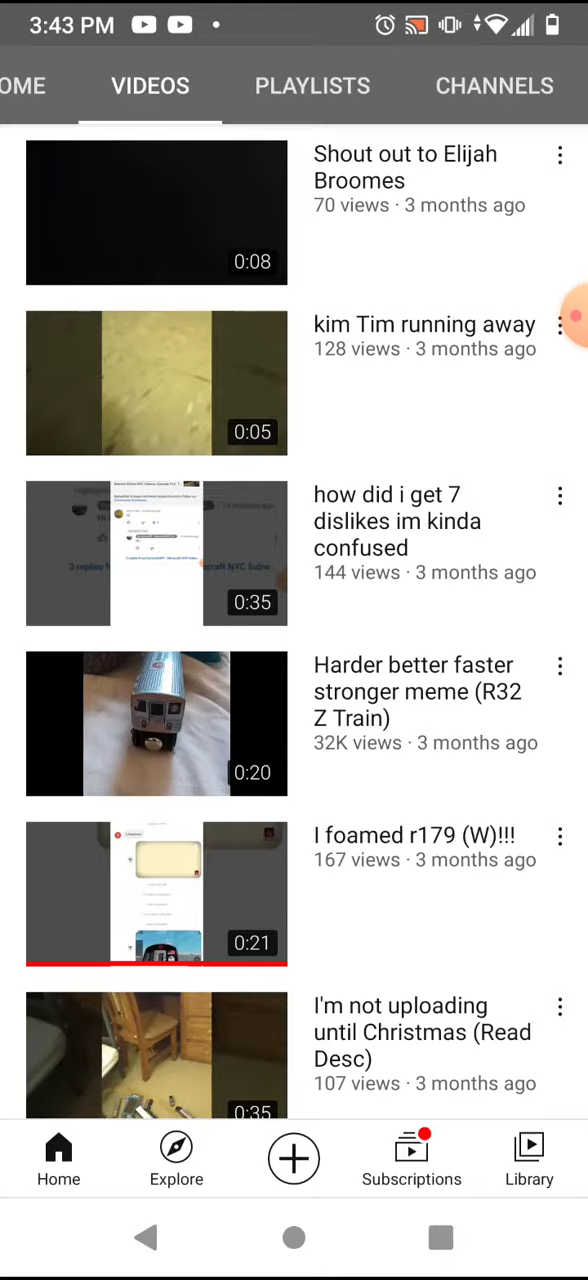 3:43 PM
OME VIDEOS PLAYLISTS CHANNELS
Shout out to Elijah
Broomes
70 views · 3 months ago
0:08
kim Tim running away
128 views · 3 months ago
0:05
how did i get 7
dislikes im kinda
confused
144 views · 3 months ago
0:35
Harder better faster
stronger meme (R32
Z Train)
32K views · 3 months ago
0:20
I foamed r179 (W)!!!
167 views · 3 months ago
0:21
I'm not uploading
until Christmas (Read
Desc)
107 views · 3 months ago
0:35
Home Explore Subscriptions Library